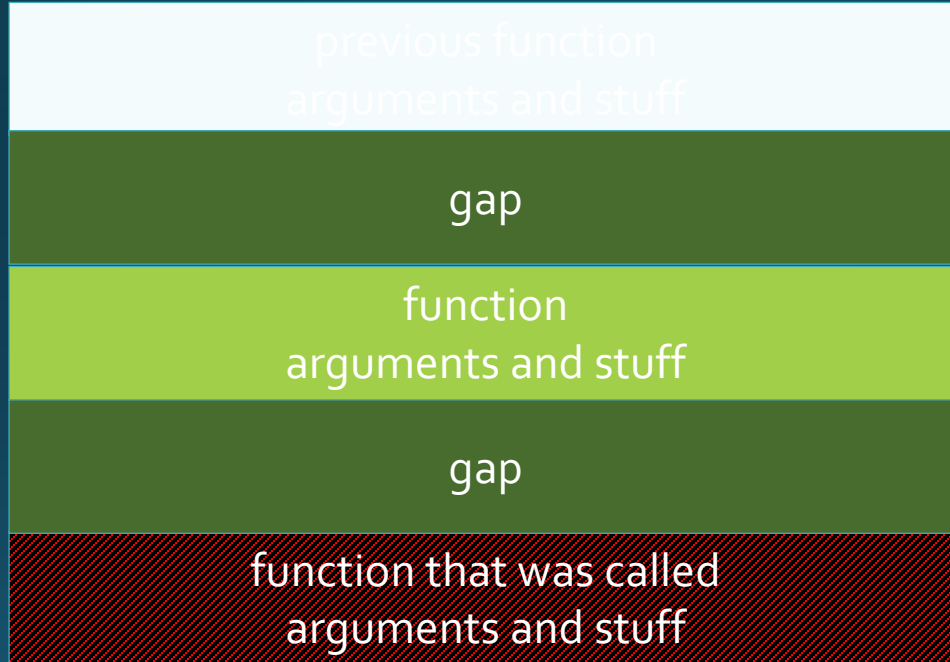 previous function
arguments and stuff
gap
function
arguments and stuff
gap
function that was called
arguments and stuff